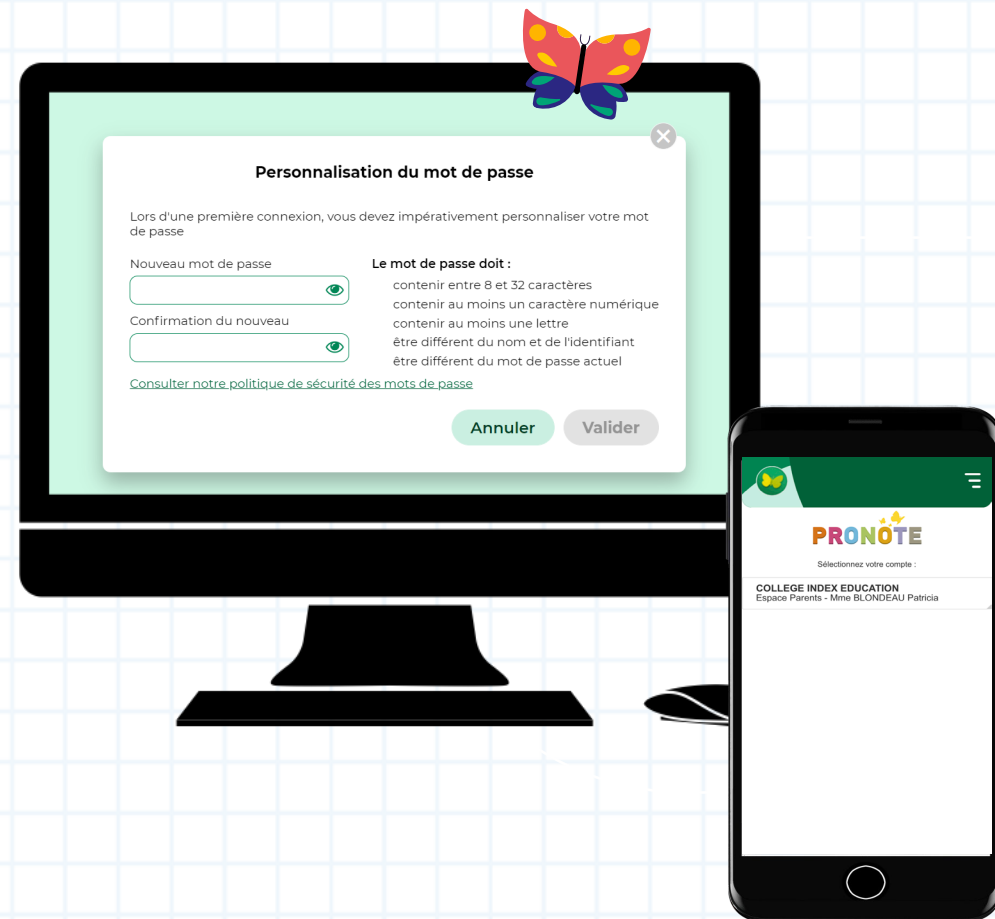 Personnalisation du mot de passe
Lors d'une première connexion, vous devez impérativement personnaliser votre mot
de passe
Nouveau mot de passe
Confirmation du nouveau
Le mot de passe doit :
contenir entre 8 et 32 caractères
contenir au moins un caractère numérique
contenir au moins une lettre
être différent du nom et de l'identifiant
être différent du mot de passe actuel
Consulter notre politique de sécurité des mots de passe
Annuler
Valider
PRONOTE
Sélectionnez votre compte :
COLLEGE INDEX EDUCATION
Espace Parents - Mme BLONDEAU Patricia